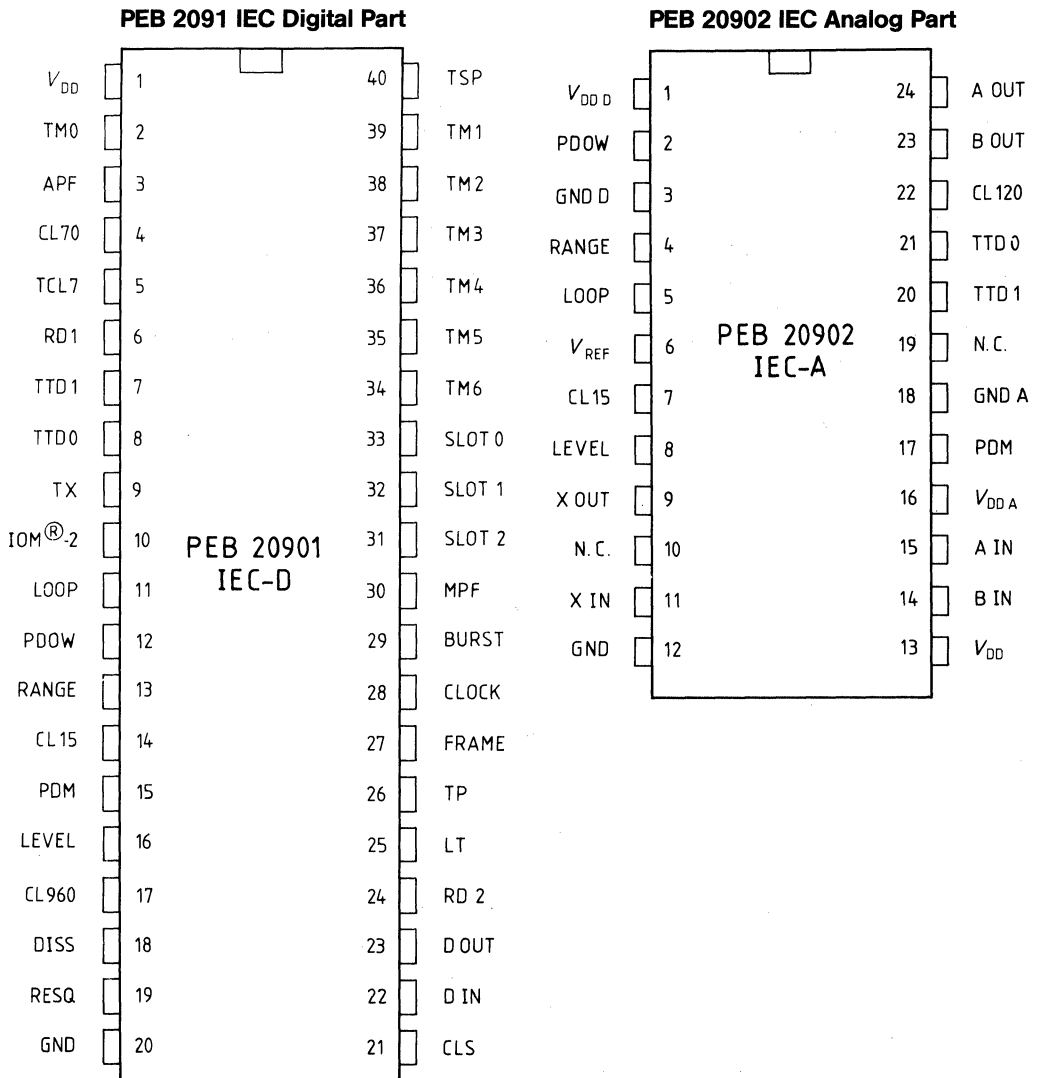 PEB 2091 IEC Digital Part
V DD 1 40 TSP
TM0 2 39 TM1
APF 3 38 TM2
CL70 4 37 TM3
TCL7 5 36 TM4
RD1 6 35 TM5
TTD1 7 34 TM6
TTD0 8 33 SLOT 0
TX 9 32 SLOT 1
IOM®-2 10 31 SLOT 2
PEB 20901
IEC-D
LOOP 11 30 MPF
PDOW 12 29 BURST
RANGE 13 28 CLOCK
CL15 14 27 FRAME
PDM 15 26 TP
LEVEL 16 25 LT
CL960 17 24 RD 2
DISS 18 23 D OUT
RESQ 19 22 D IN
GND 20 21 CLS
PEB 20902 IEC Analog Part
V DD D 1 24 A OUT
PDOW 2 23 B OUT
GND D 3 22 CL120
RANGE 4 21 TTD 0
LOOP 5 20 TTD 1
PEB 20902
IEC-A
V REF 6 19 N.C.
CL15 7 18 GND A
LEVEL 8 17 PDM
X OUT 9 16 V DD A
N.C. 10 15 A IN
X IN 11 14 B IN
GND 12 13 V DD